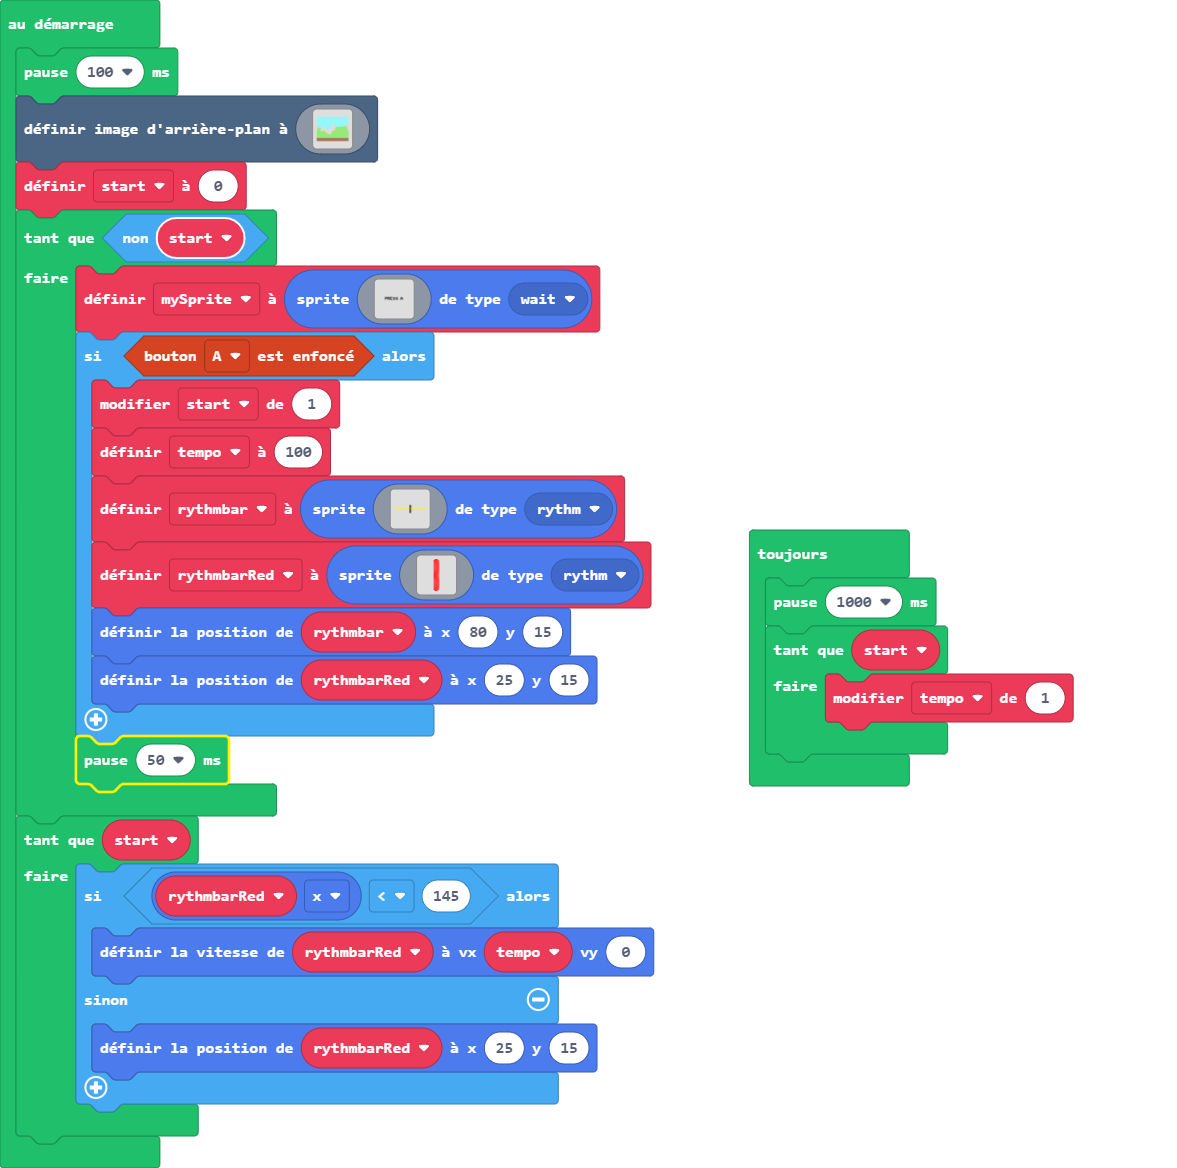 au démarrage
pause 100 ms
définir image d'arrière-plan à
définir start à 0
tant que non start
faire
définir mySprite à sprite PRESS A de type wait
si bouton A est enfoncé alors
modifier start de 1
définir tempo à 100
définir rythmbar à sprite de type rythm
définir rythmbarRed à sprite de type rythm
définir la position de rythmbar à x 80 y 15
définir la position de rythmbarRed à x 25 y 15
pause 50 ms
tant que start
faire
si rythmbarRed x < 145 alors
définir la vitesse de rythmbarRed à vx tempo vy 0
sinon
définir la position de rythmbarRed à x 25 y 15
toujours
pause 1000 ms
tant que start
faire modifier tempo de 1